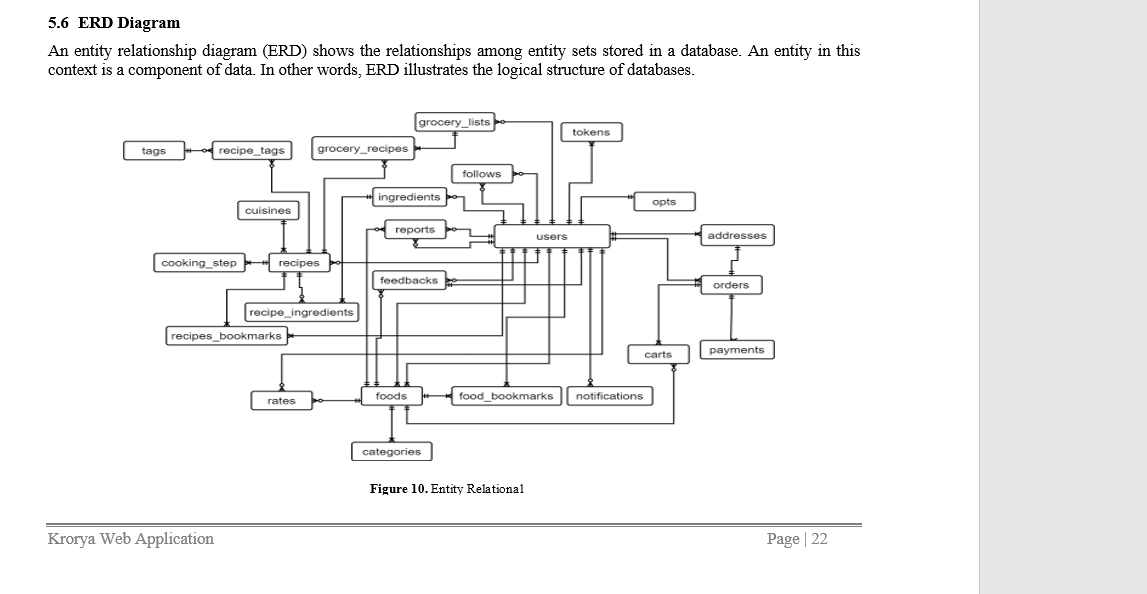 5.6 ERD Diagram
An entity relationship diagram (ERD) shows the relationships among entity sets stored in a database. An entity in this
context is a component of data. In other words, ERD illustrates the logical structure of databases.
grocery_lists
tokens
tags
recipe_tags
grocery_recipes
follows
ingredients
opts
cuisines
reports
users
addresses
cooking_step
recipes
feedbacks
orders
recipe_ingredients
recipes_bookmarks
carts
payments
rates
foods
food_bookmarks
notifications
categories
Figure 10. Entity Relational
Krorya Web Application
Page | 22